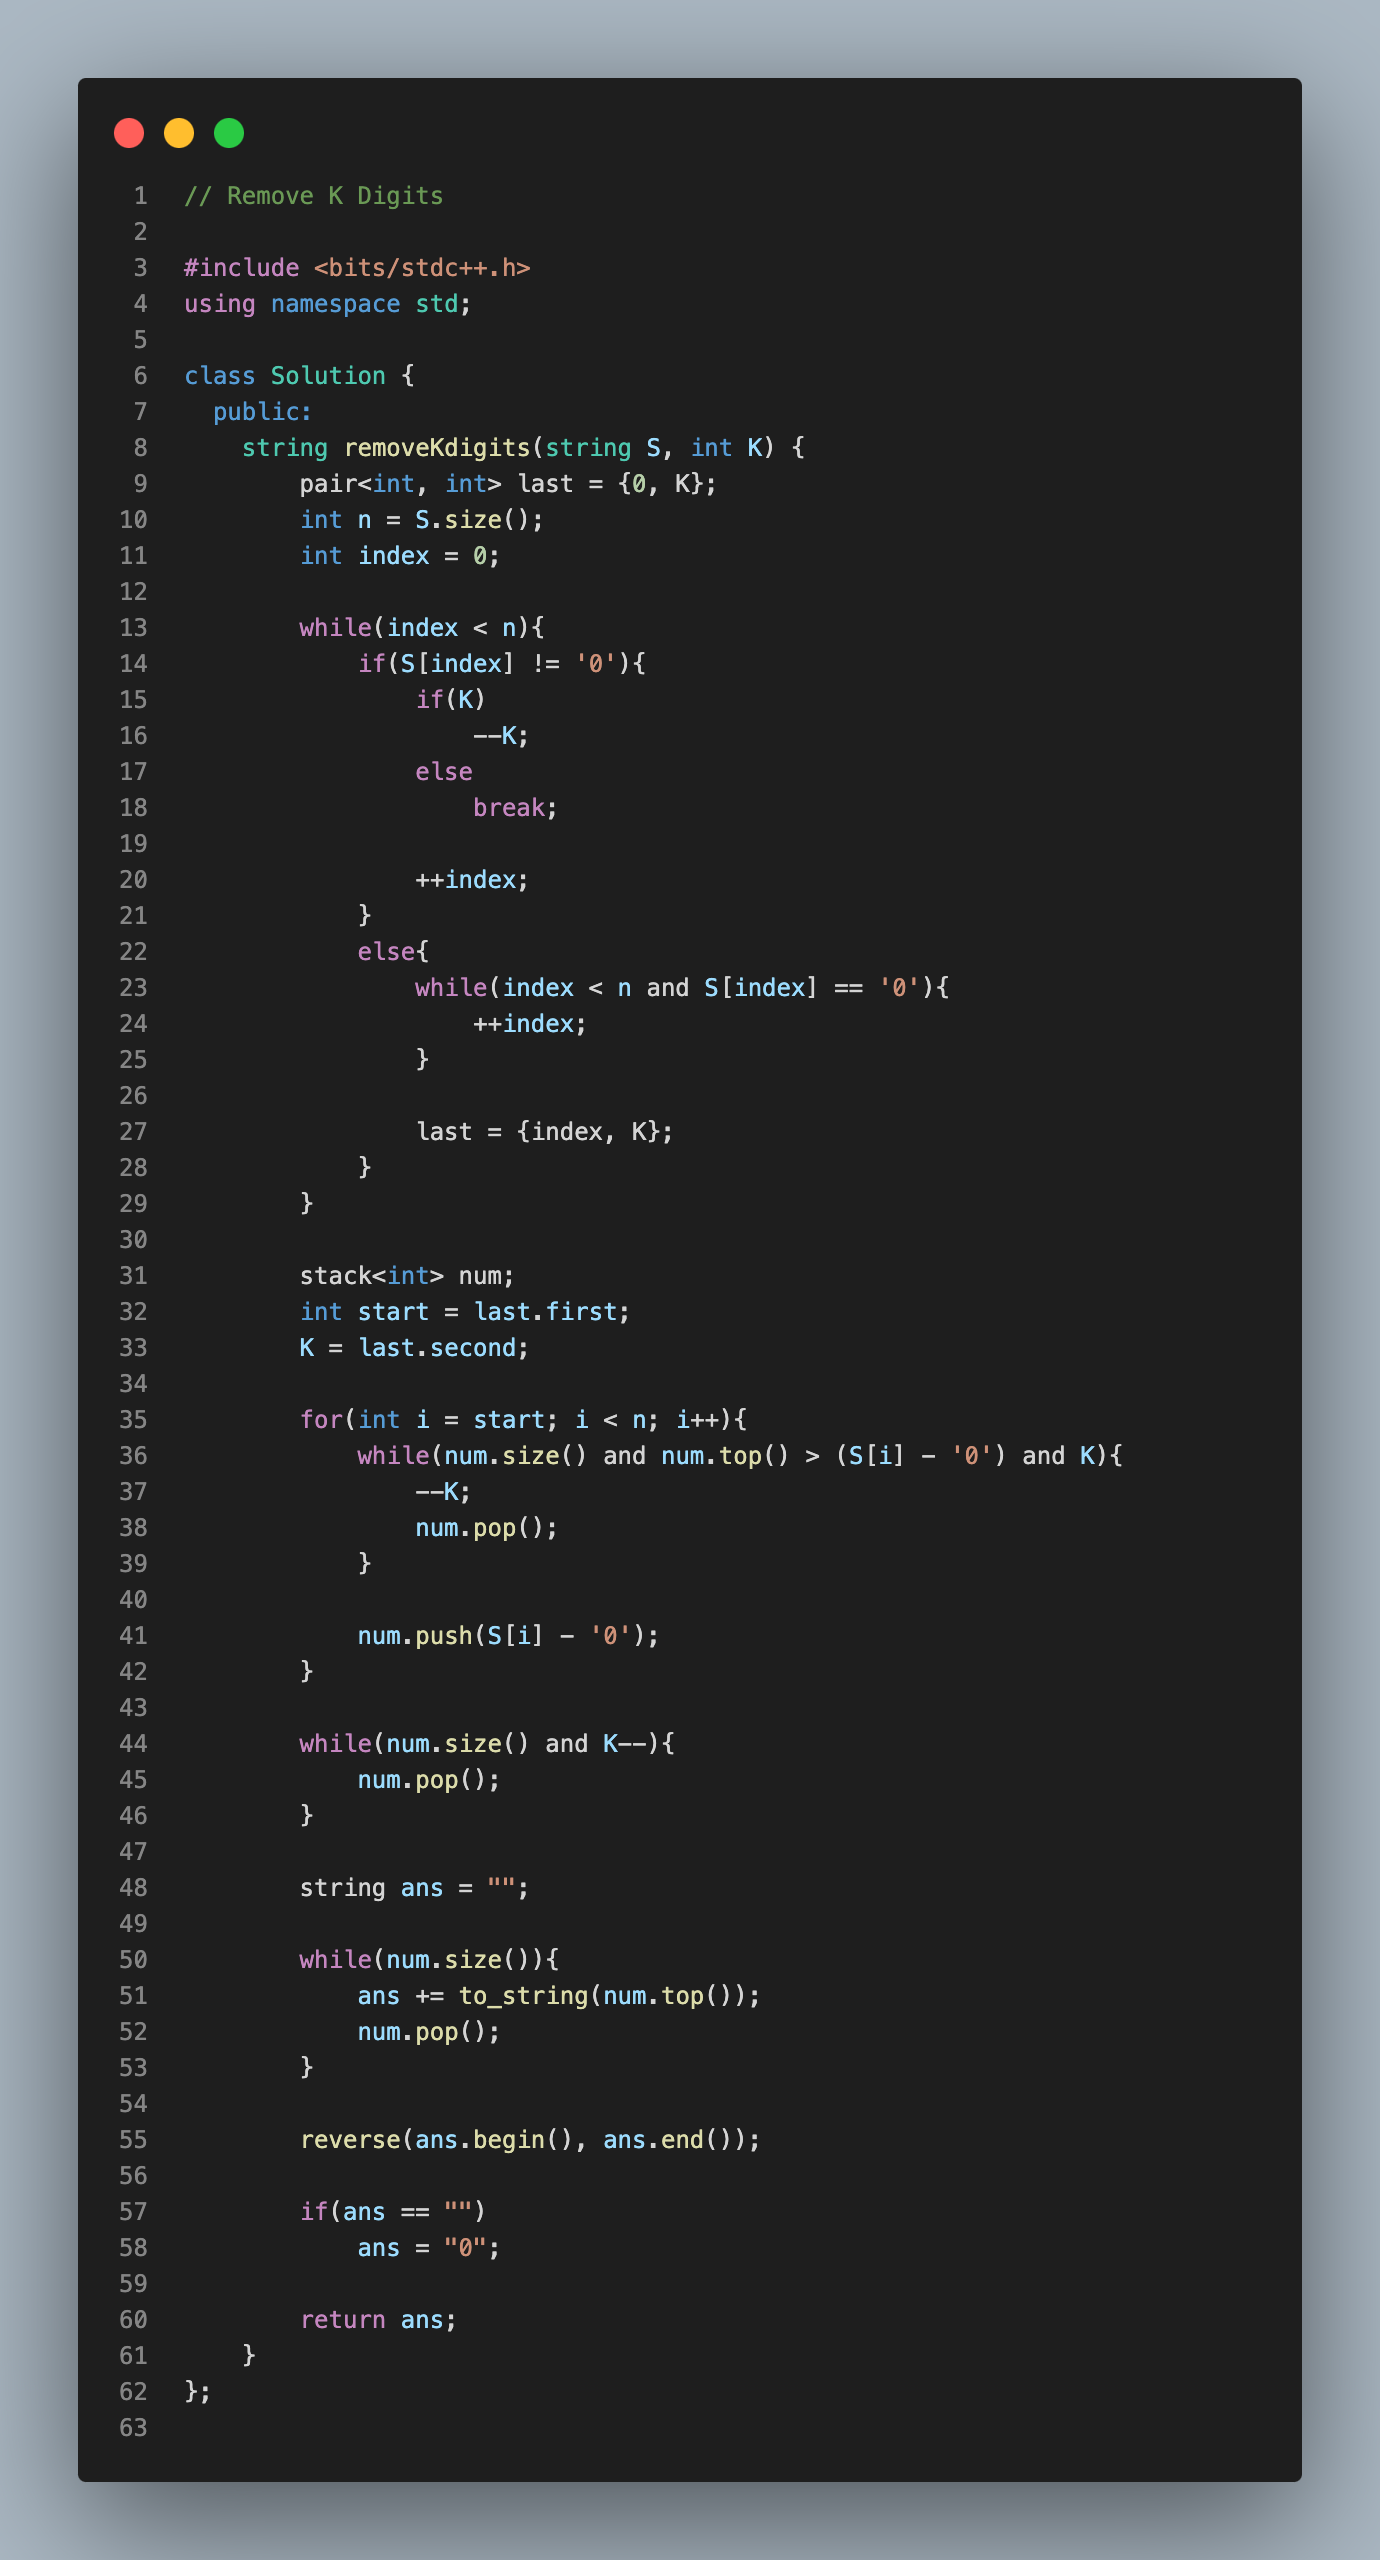 1 // Remove K Digits
2
3 #include <bits/stdc++.h>
4 using namespace std;
5
6 class Solution {
7   public:
8     string removeKdigits(string S, int K) {
9         pair<int, int> last = {0, K};
10         int n = S.size();
11         int index = 0;
12
13         while(index < n){
14             if(S[index] != '0'){
15                 if(K)
16                     --K;
17                 else
18                     break;
19
20                 ++index;
21             }
22             else{
23                 while(index < n and S[index] == '0'){
24                     ++index;
25                 }
26
27                 last = {index, K};
28             }
29         }
30
31         stack<int> num;
32         int start = last.first;
33         K = last.second;
34
35         for(int i = start; i < n; i++){
36             while(num.size() and num.top() > (S[i] - '0') and K){
37                 --K;
38                 num.pop();
39             }
40
41             num.push(S[i] - '0');
42         }
43
44         while(num.size() and K--){
45             num.pop();
46         }
47
48         string ans = "";
49
50         while(num.size()){
51             ans += to_string(num.top());
52             num.pop();
53         }
54
55         reverse(ans.begin(), ans.end());
56
57         if(ans == "")
58             ans = "0";
59
60         return ans;
61     }
62 };
63